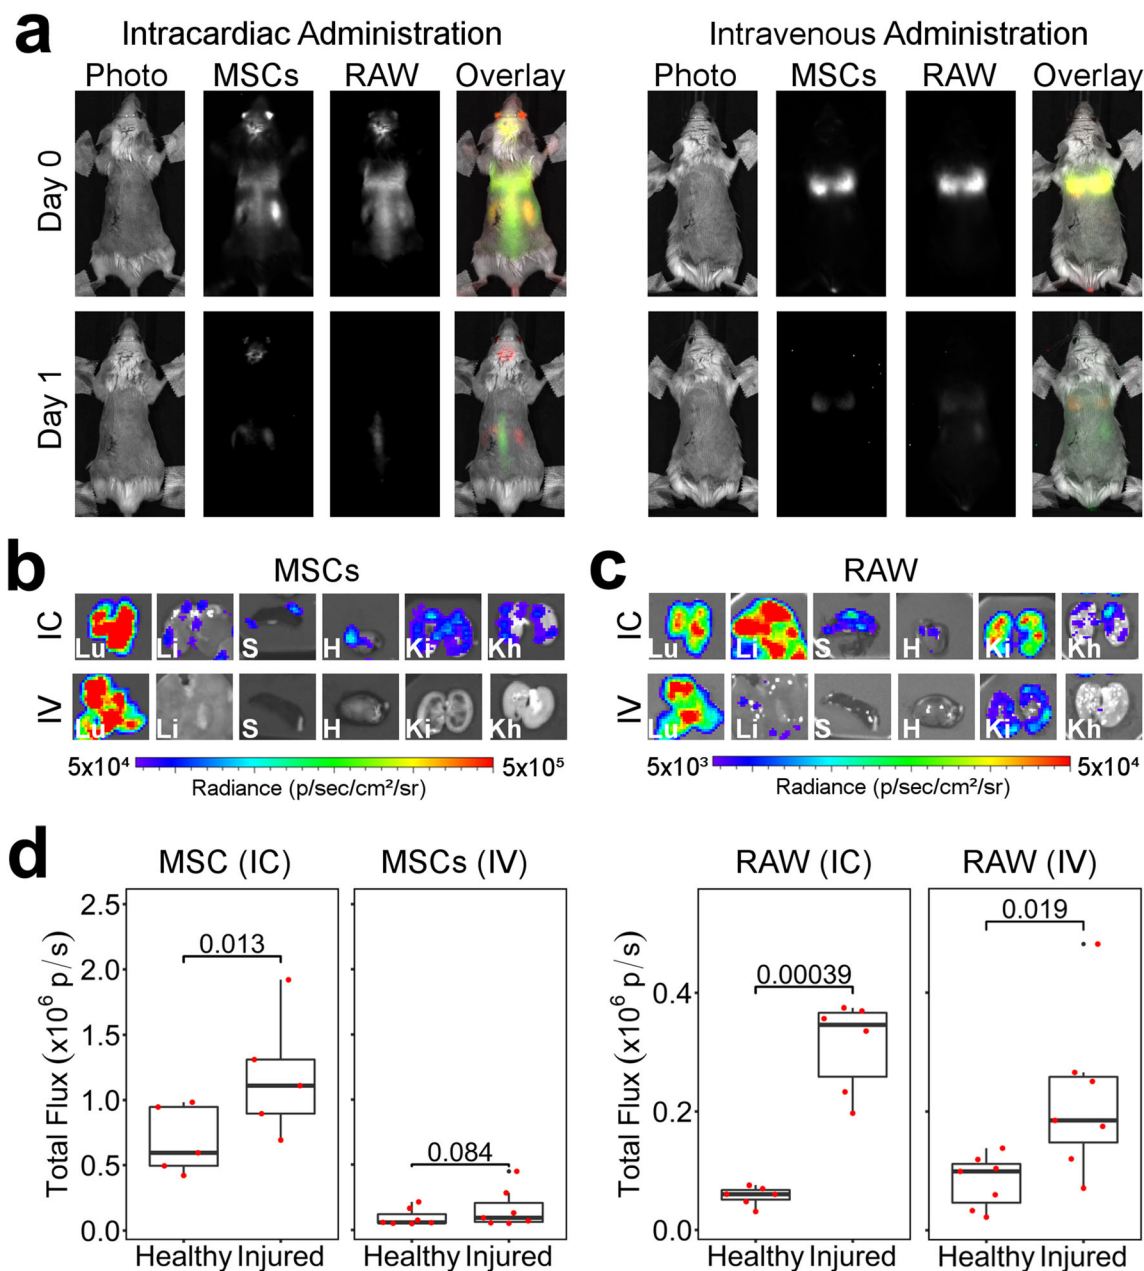 a
Intracardiac Administration
Intravenous Administration
Photo MSCs RAW Overlay
Photo MSCs RAW Overlay
Day 0
Day 1
b
MSCs
IC
Lu Li S H Ki Kh
IV
Lu Li S H Ki Kh
5x10⁴ 5x10⁵
Radiance (p/sec/cm²/sr)
c
RAW
IC
Lu Li S H Ki Kh
IV
Lu Li S H Ki Kh
5x10³ 5x10⁴
Radiance (p/sec/cm²/sr)
d
MSC (IC) MSCs (IV)
Total Flux (x10⁶ p/s)
2.5
2.0
1.5
1.0
0.5
0.0
0.013
0.084
Healthy Injured Healthy Injured
RAW (IC) RAW (IV)
Total Flux (x10⁶ p/s)
0.4
0.2
0.0
0.00039
0.019
Healthy Injured Healthy Injured